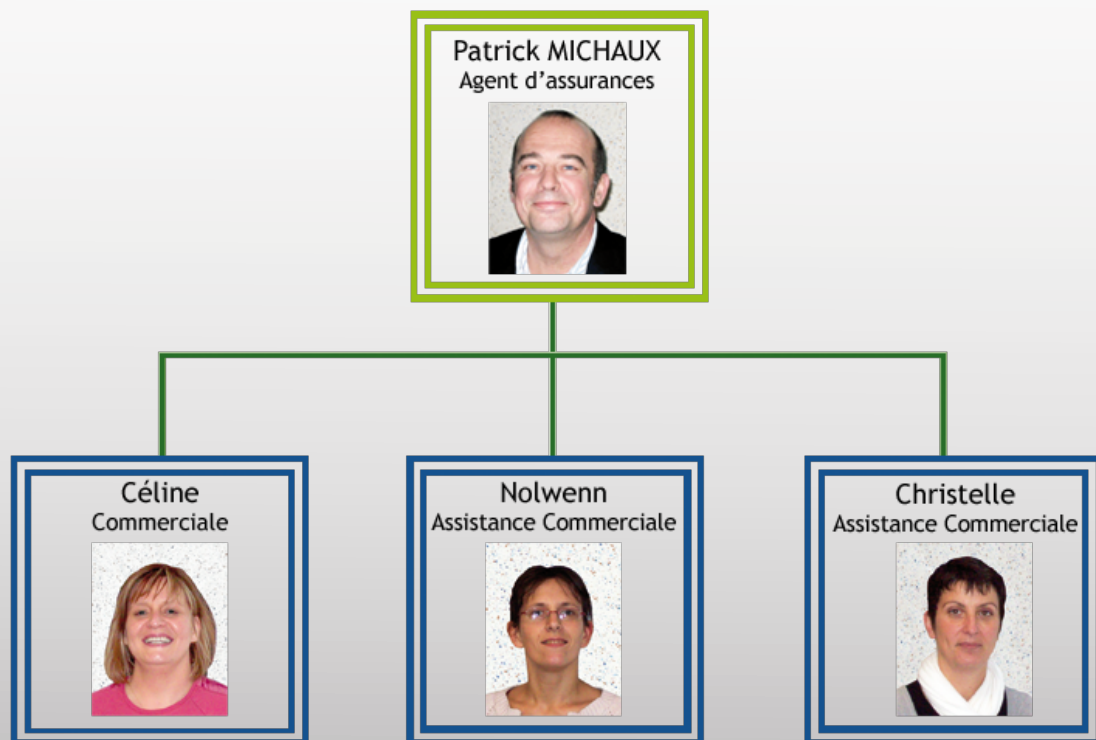 Patrick MICHAUX
Agent d’assurances
Céline
Commerciale
Nolwenn
Assistance Commerciale
Christelle
Assistance Commerciale